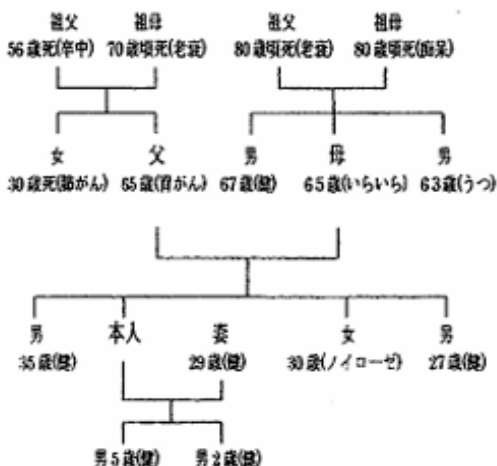 祖父 祖母 祖父 祖母
56歳死(卒中) 70歳頃死(老衰) 80歳頃死(老衰) 80歳頃死(痴呆)
女 父 男 母 男
30歳死(肺がん) 65歳(胃がん) 67歳(健) 65歳(いらいら) 63歳(うつ)
男 本人 妻 女 男
35歳(健) 29歳(健) 30歳(ノイローゼ) 27歳(健)
男5歳(健) 男2歳(健)